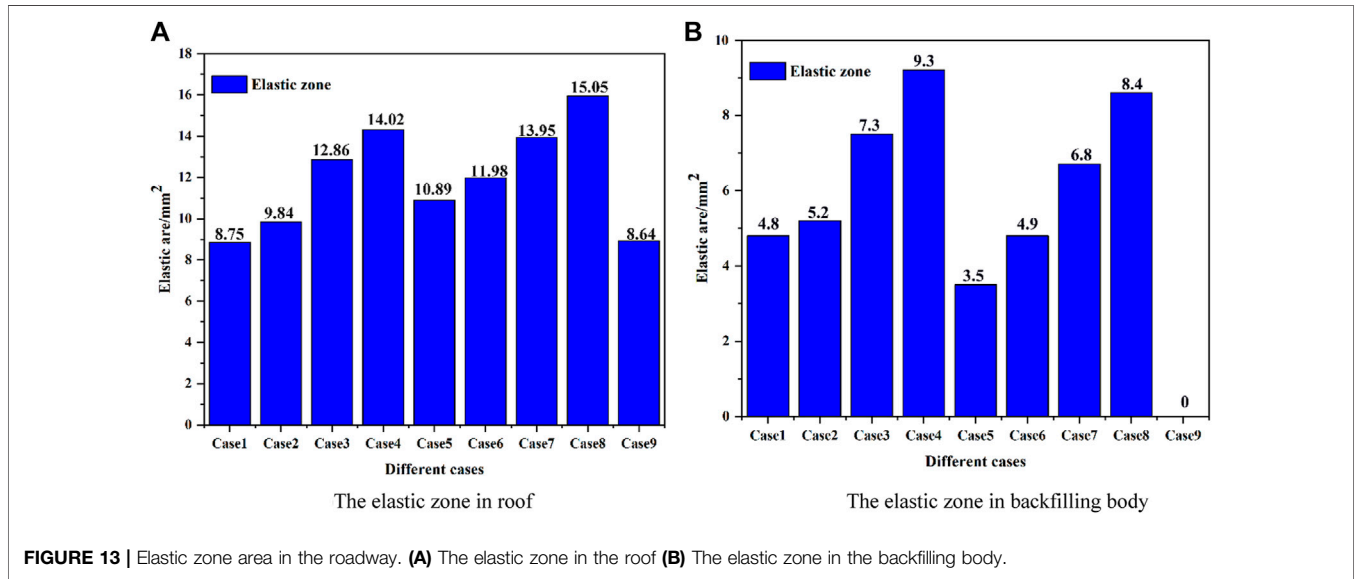 A
18
16
14
12
10
8
6
4
2
0
Elastic are/mm²
Elastic zone
8.75
9.84
12.86
14.02
10.89
11.98
13.95
15.05
8.64
Case1 Case2 Case3 Case4 Case5 Case6 Case7 Case8 Case9
Different cases
The elastic zone in roof
B
10
8
6
4
2
0
Elastic are/mm²
Elastic zone
4.8
5.2
7.3
9.3
3.5
4.9
6.8
8.4
0
Case1 Case2 Case3 Case4 Case5 Case6 Case7 Case8 Case9
Different cases
The elastic zone in backfilling body
FIGURE 13 | Elastic zone area in the roadway. (A) The elastic zone in the roof (B) The elastic zone in the backfilling body.